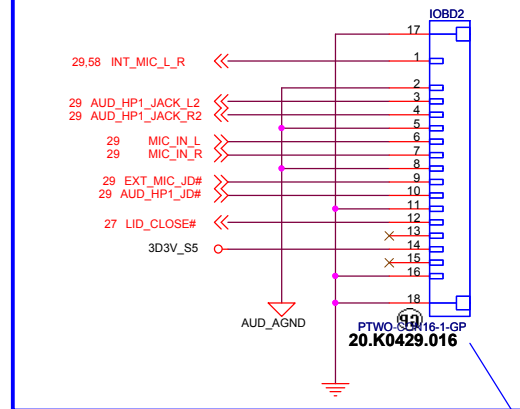 IOBD2
17
29,58 INT_MIC_L_R 1
2
29 AUD_HP1_JACK_L2 3
29 AUD_HP1_JACK_R2 4
5
29 MIC_IN_L 6
29 MIC_IN_R 7
8
29 EXT_MIC_JD# 9
29 AUD_HP1_JD# 10
11
27 LID_CLOSE# 12
13
3D3V_S5 14
15
16
18
AUD_AGND
PTWO-CON16-1-GP
20.K0429.016